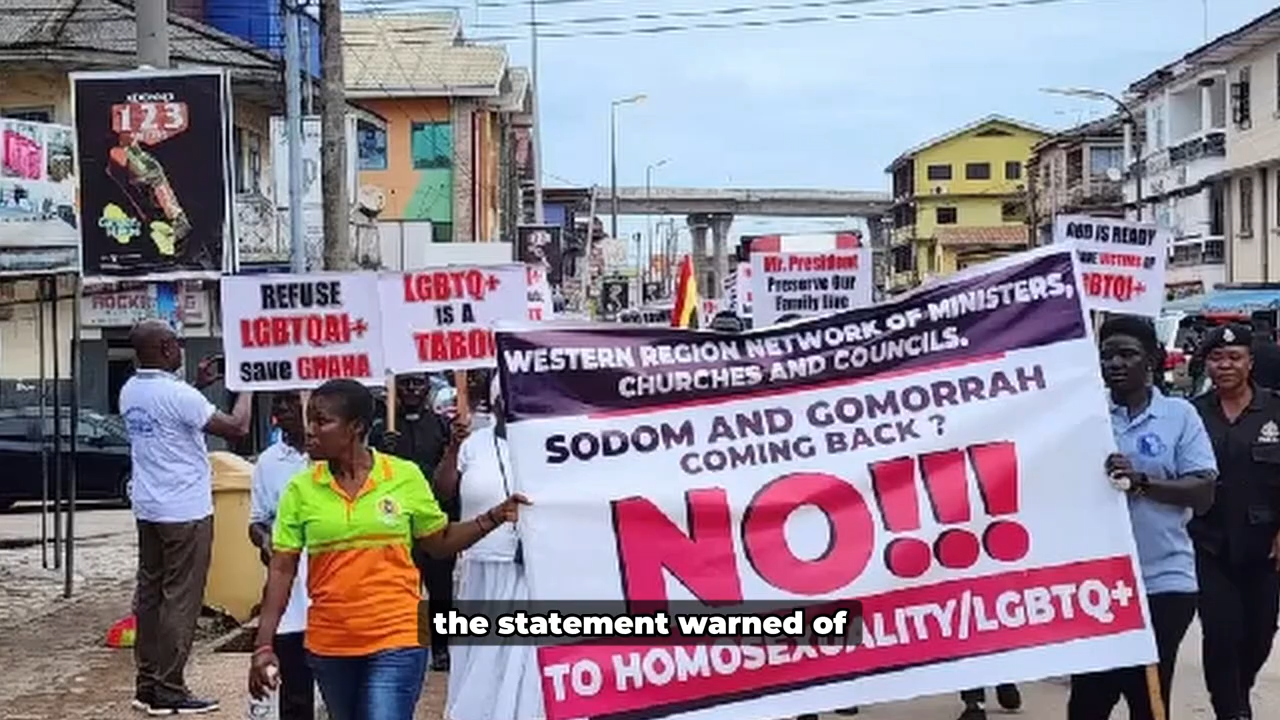 123
REFUSE
LGBTQAI+
save GHANA
LGBTQ+
IS A
TABOO
Mr. President
Preserve Our
Family line
GOD IS READY
VICTIMS OF
LGBTQI+
WESTERN REGION NETWORK OF MINISTERS,
CHURCHES AND COUNCILS.
SODOM AND GOMORRAH
COMING BACK ?
NO!!!
TO HOMOSEXUALITY/LGBTQ+
the statement warned of